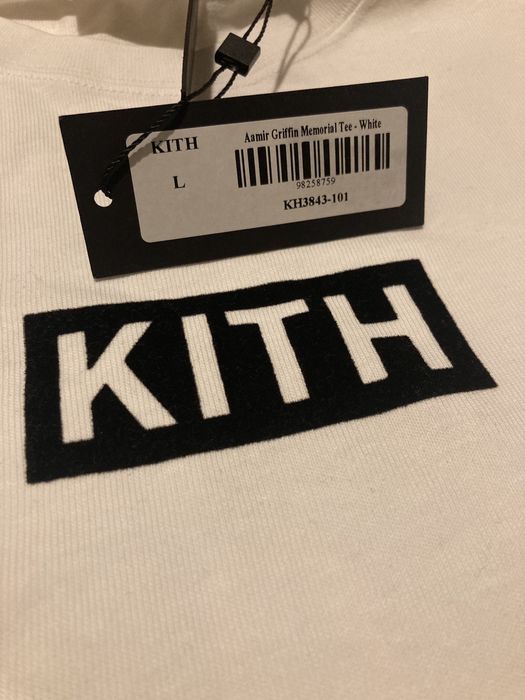 KITH
L
Aamir Griffin Memorial Tee - White
98258759
KH3843-101
KITH